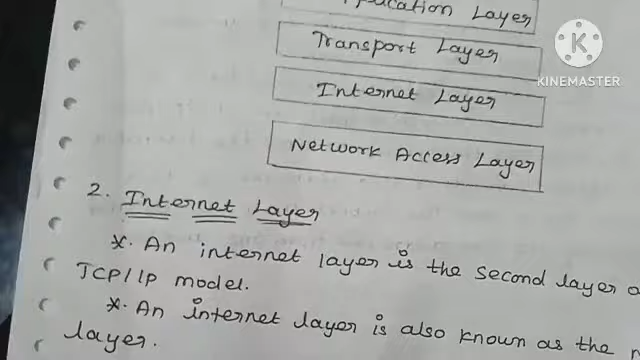 Layer
Transport Layer
Internet Layer
Network Access Layer
KINEMASTER
2. Internet Layer
*. An internet layer is the second layer
TCP/IP model.
*. An internet layer is also known as the
layer.